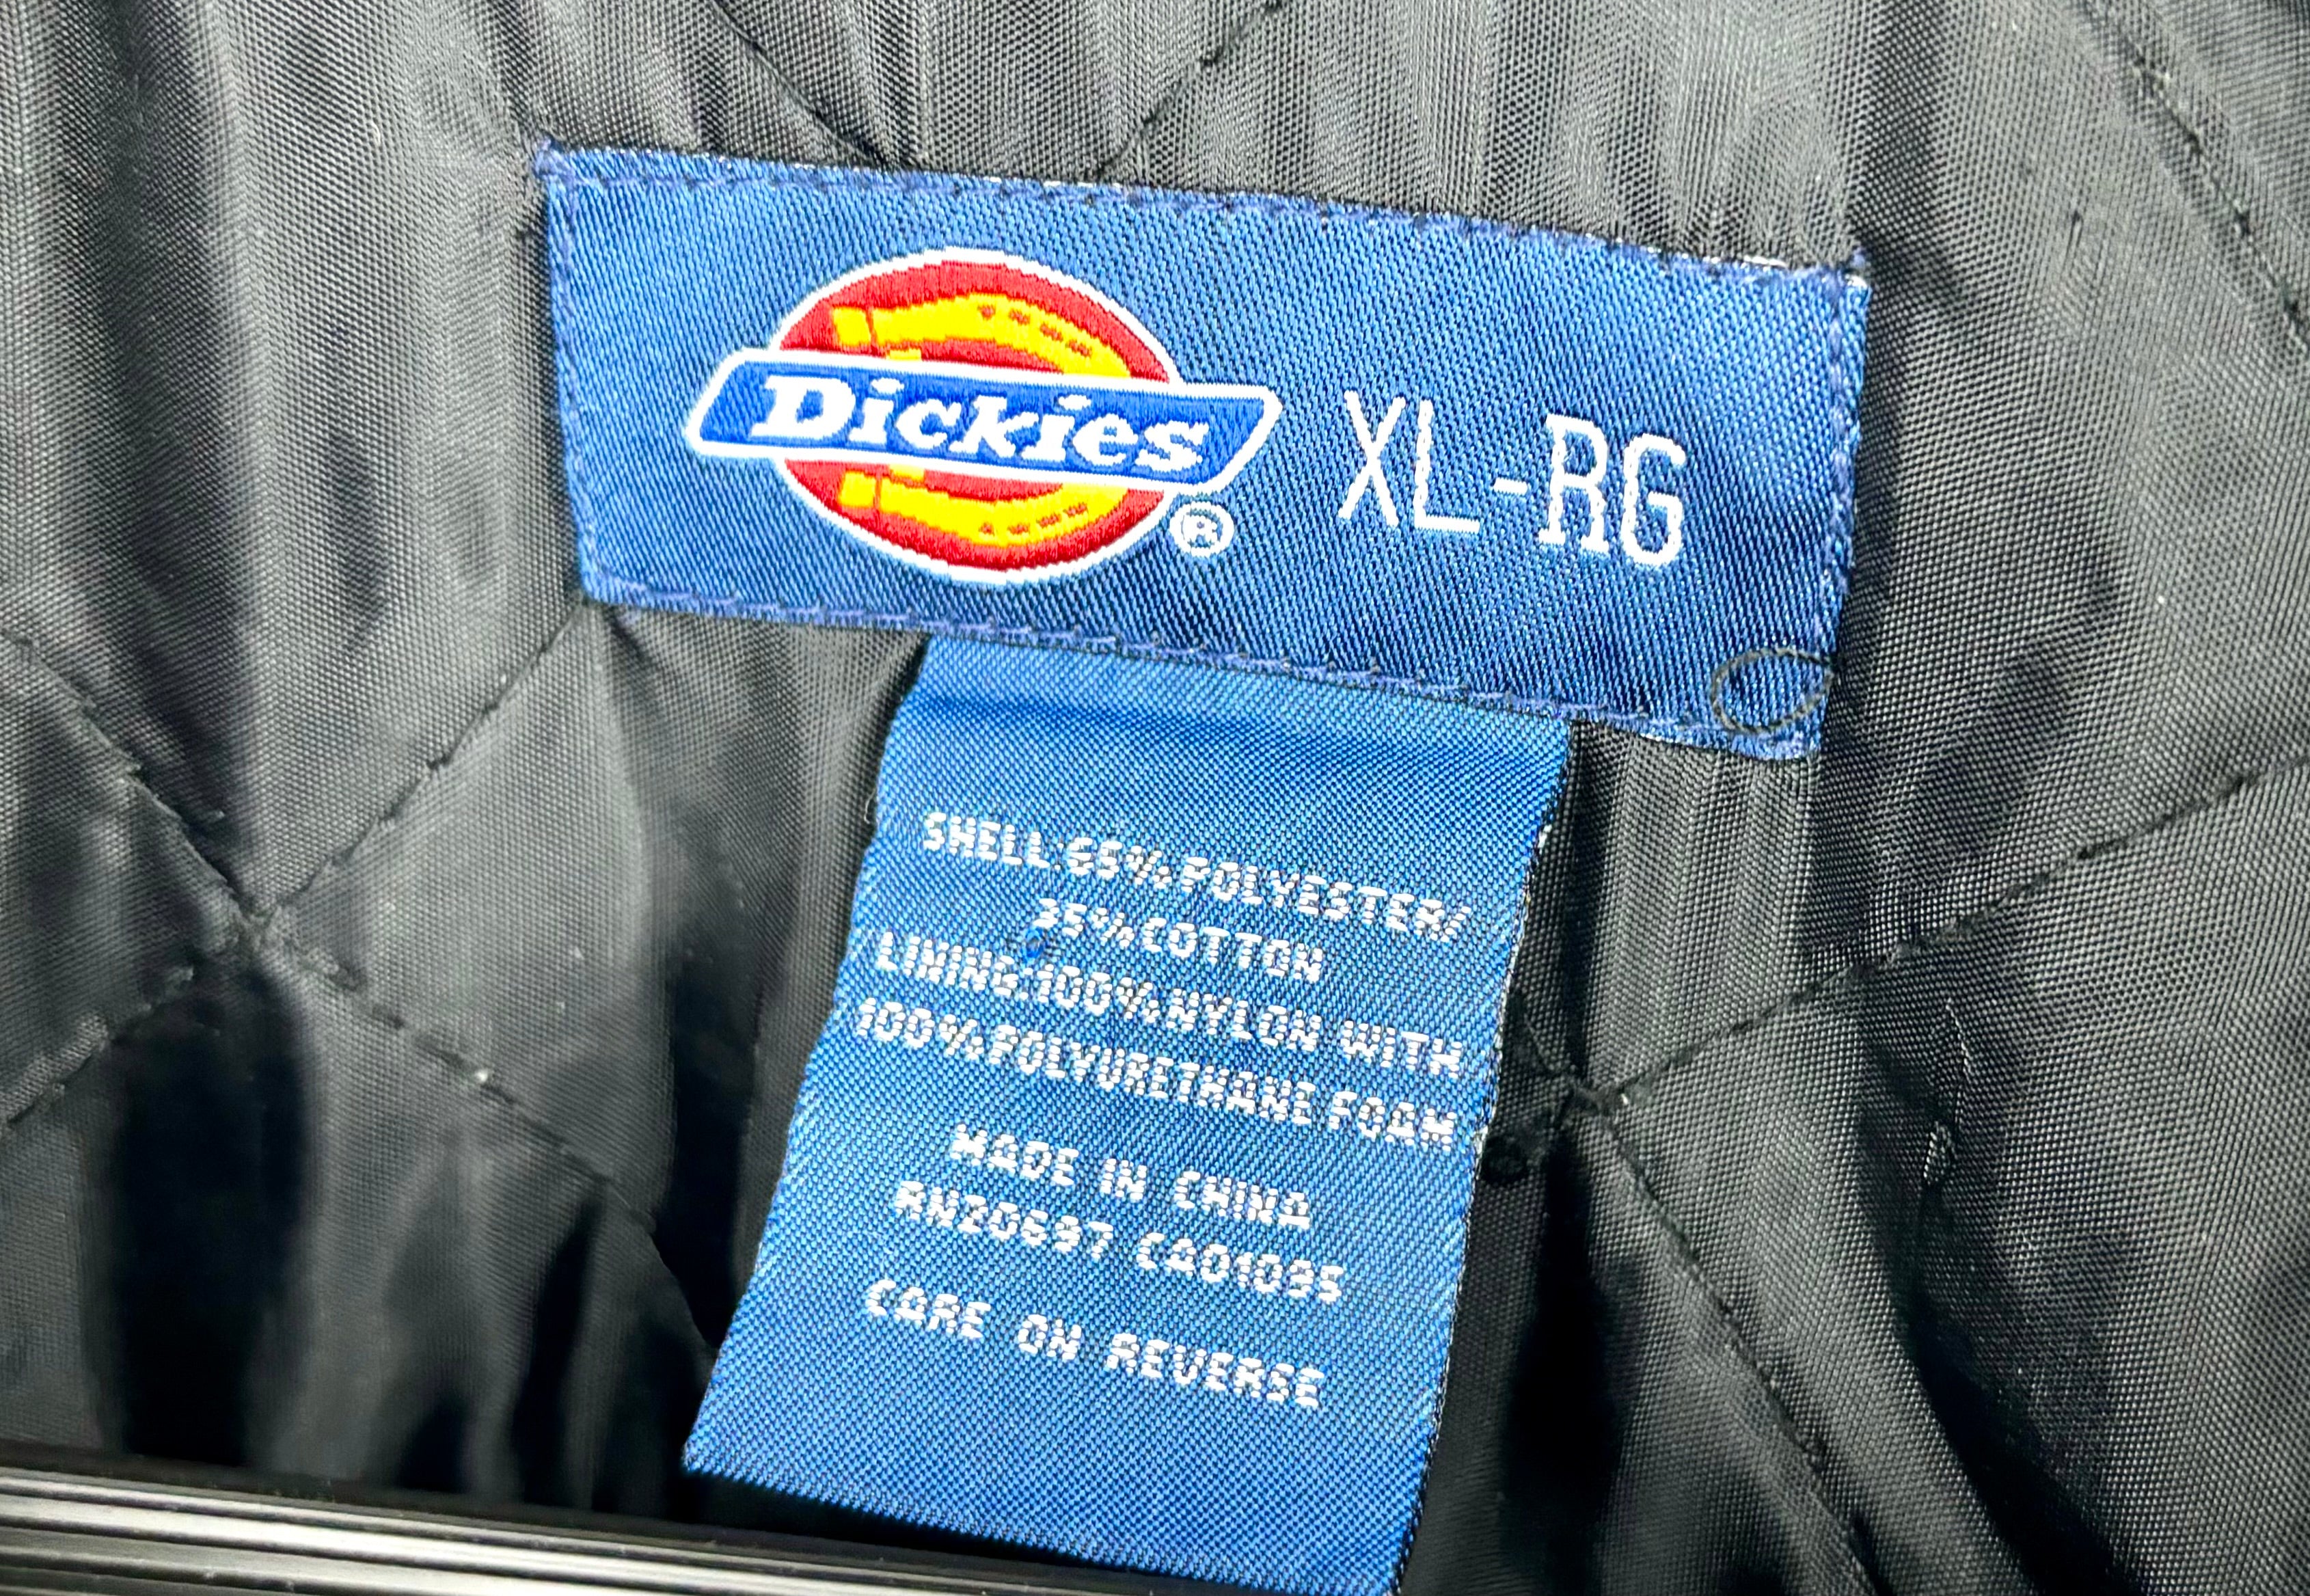 Dickies® XL-RG
SHELL:65%POLYESTER/
35%COTTON
LINING:100%NYLON WITH
100%POLYURETHANE FOAM
MADE IN CHINA
RN20697 CA01095
CARE ON REVERSE